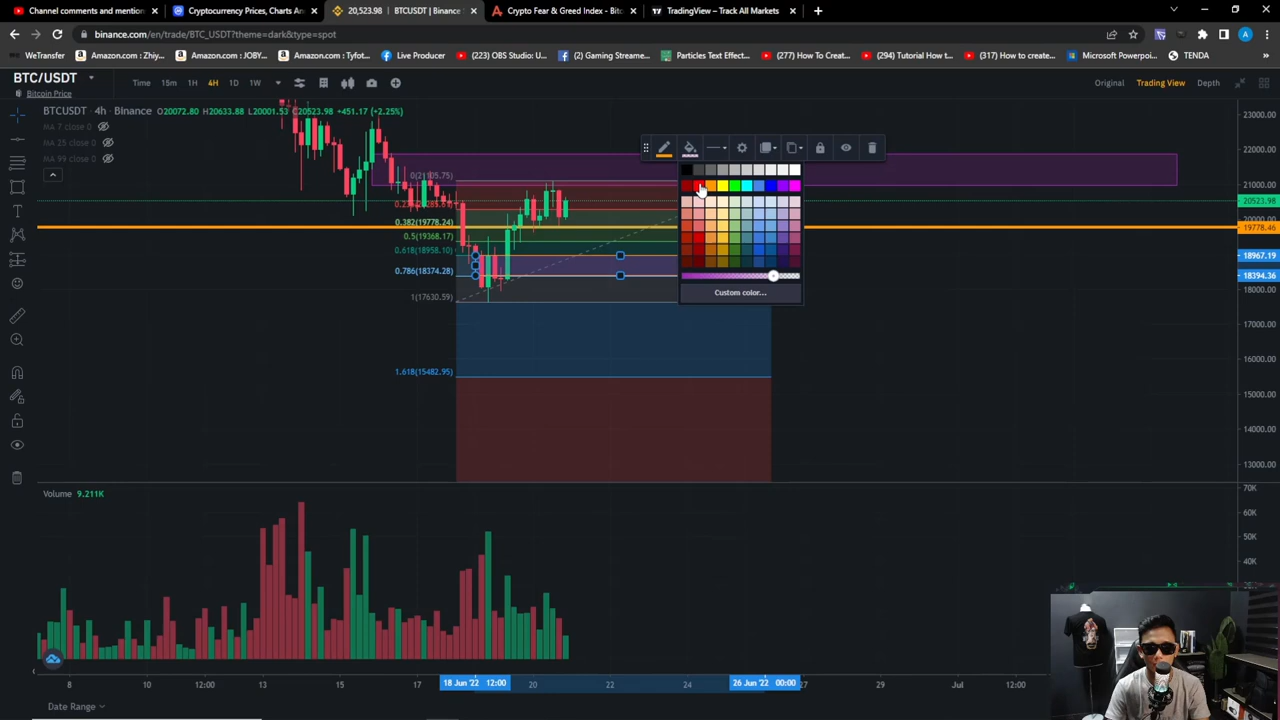 Channel comments and mention
Cryptocurrency Prices, Charts An
20,523.98 | BTCUSDT | Binance
Crypto Fear & Greed Index - Bitc
TradingView – Track All Markets
binance.com/en/trade/BTC_USDT?theme=dark&type=spot
A
WeTransfer
Amazon.com : Zhiy...
Amazon.com : JOBY...
Amazon.com : Tyfot...
Live Producer
(223) OBS Studio: U...
(2) Gaming Streame...
Particles Text Effect...
(277) How To Creat...
(294) Tutorial How t...
(317) How to create...
Microsoft Powerpoi...
TENDA
BTC/USDT
Bitcoin Price
Time 15m 1H 4H 1D 1W
Original Trading View Depth
BTCUSDT · 4h · Binance O20072.80 H20633.88 L20001.53 C20523.98 +451.17 (+2.25%)
MA 7 close 0
MA 25 close 0
MA 99 close 0
0(21105.75)
0.382(19778.24)
0.5(19368.17)
0.618(18958.10)
0.786(18374.28)
1(17630.59)
1.618(15482.95)
Custom color...
23000.00
22000.00
21000.00
20523.98
20000.00
19778.46
18967.19
18394.36
18000.00
17000.00
16000.00
15000.00
14000.00
13000.00
Volume 9.211K
70K
60K
50K
40K
8 10 12:00 13 15 17 18 Jun '22 12:00 20 22 24 26 Jun '22 00:00 27 29 Jul 12:00
Date Range